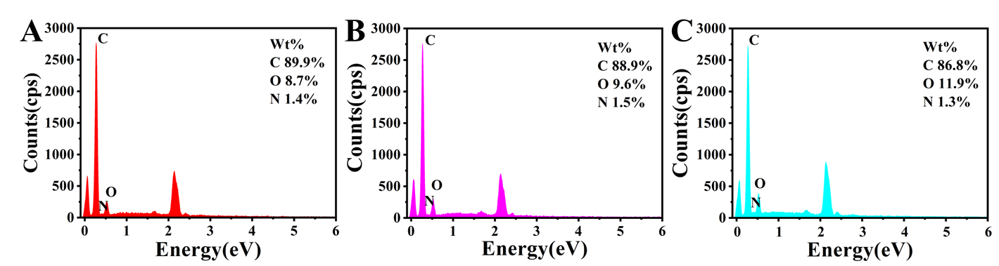 A
Counts(cps)
3000
2500
2000
1500
1000
500
0
C
N
O
Wt%
C 89.9%
O 8.7%
N 1.4%
0 1 2 3 4 5 6
Energy(eV)
B
Counts(cps)
3000
2500
2000
1500
1000
500
0
C
N
O
Wt%
C 88.9%
O 9.6%
N 1.5%
0 1 2 3 4 5 6
Energy(eV)
C
Counts(cps)
3000
2500
2000
1500
1000
500
0
C
N
O
Wt%
C 86.8%
O 11.9%
N 1.3%
0 1 2 3 4 5 6
Energy(eV)